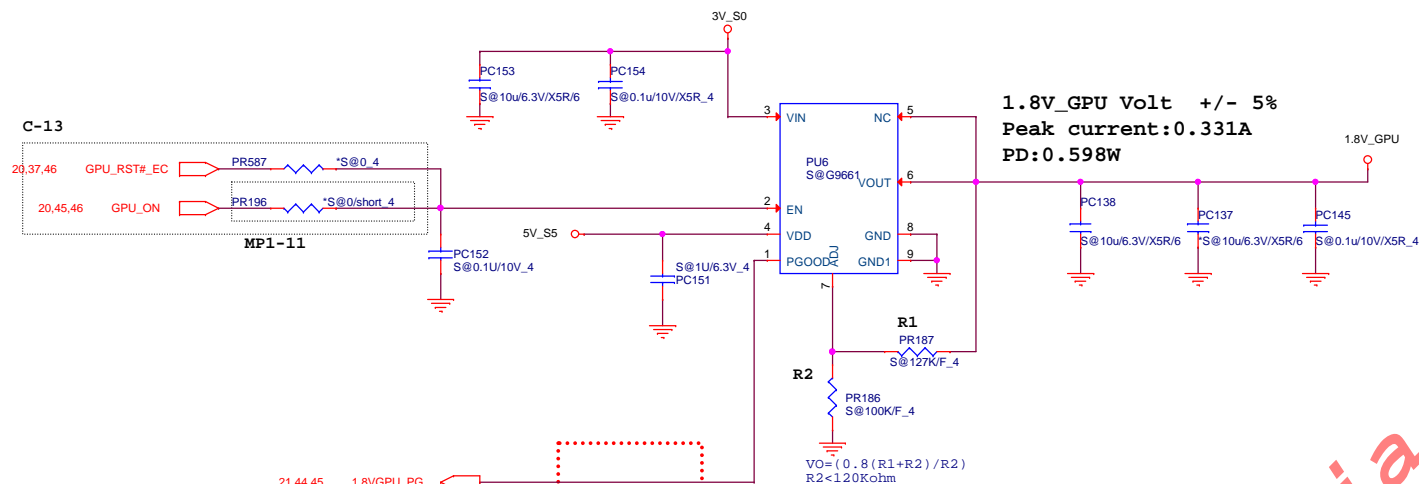 3V_S0
PC153
S@10u/6.3V/X5R/6
PC154
S@0.1u/10V/X5R_4
1.8V_GPU Volt +/- 5%
Peak current:0.331A
PD:0.598W
1.8V_GPU
C-13
20,37,46 GPU_RST#_EC
PR587
*S@0_4
20,45,46 GPU_ON
PR196
*S@0/short_4
MP1-11
PC152
S@0.1U/10V_4
5V_S5
S@1U/6.3V_4
PC151
3 VIN
NC 5
PU6
S@G9661
VOUT 6
2 EN
4 VDD
GND 8
1 PGOOD
GND1 9
ADJ
7
PC138
S@10u/6.3V/X5R/6
PC137
*S@10u/6.3V/X5R/6
PC145
S@0.1u/10V/X5R_4
R1
PR187
S@127K/F_4
R2
PR186
S@100K/F_4
VO=(0.8(R1+R2)/R2)
R2<120Kohm
21,44,45 1.8VGPU_PG
ia